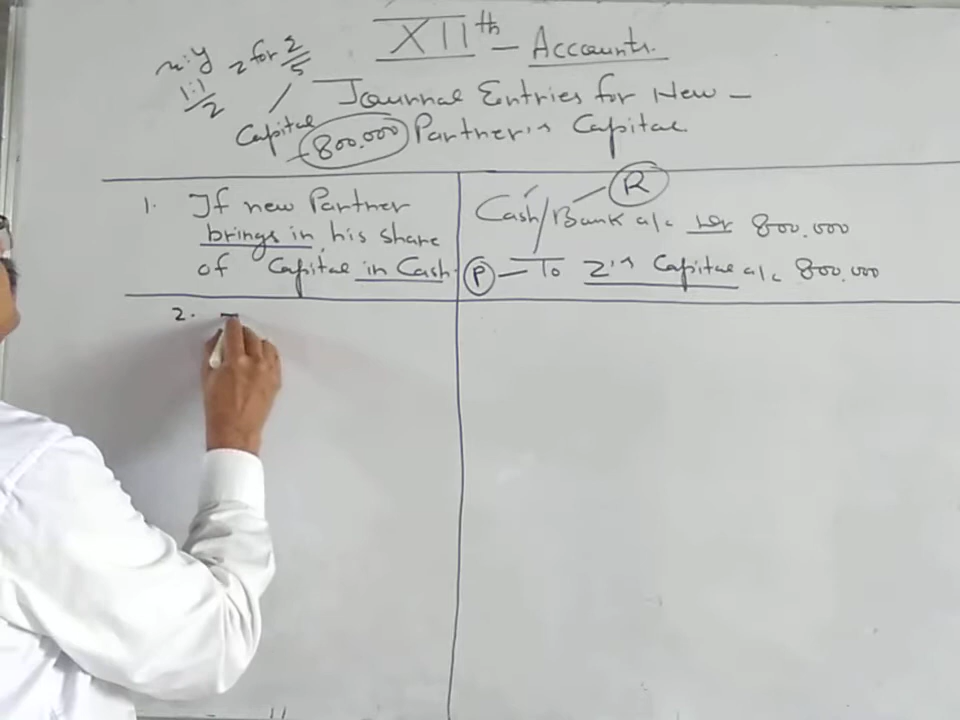 XIIth - Accounts.
x:y
1:1/2
z for 2/5
Capital
800.000
Journal Entries for New -
Partner's Capital.
1. If new Partner
brings in his share
of Capital in Cash.
R
Cash/Bank a/c Dr 800.000
P - To Z's Capital a/c 800.000
2.